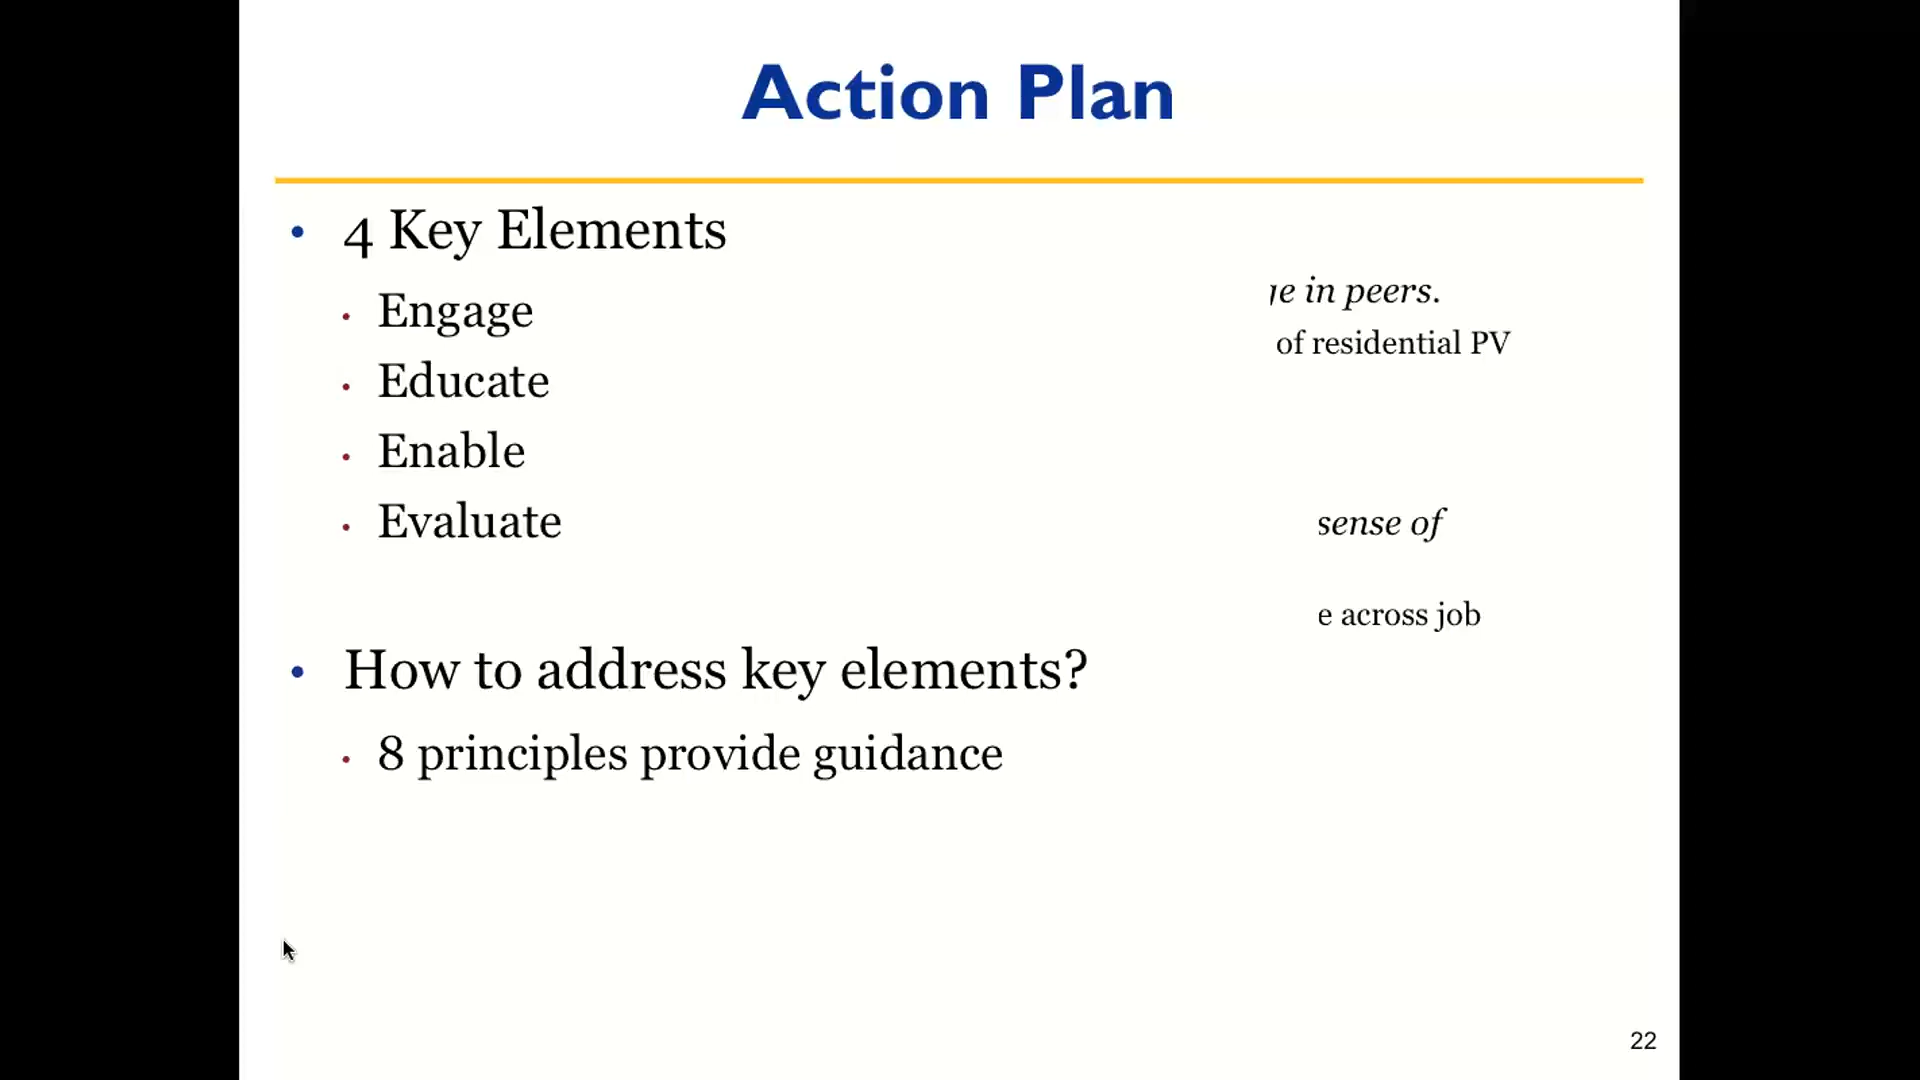 Action Plan
• 4 Key Elements
• Engage
e in peers.
of residential PV
• Educate
• Enable
• Evaluate
sense of
e across job
• How to address key elements?
• 8 principles provide guidance
22